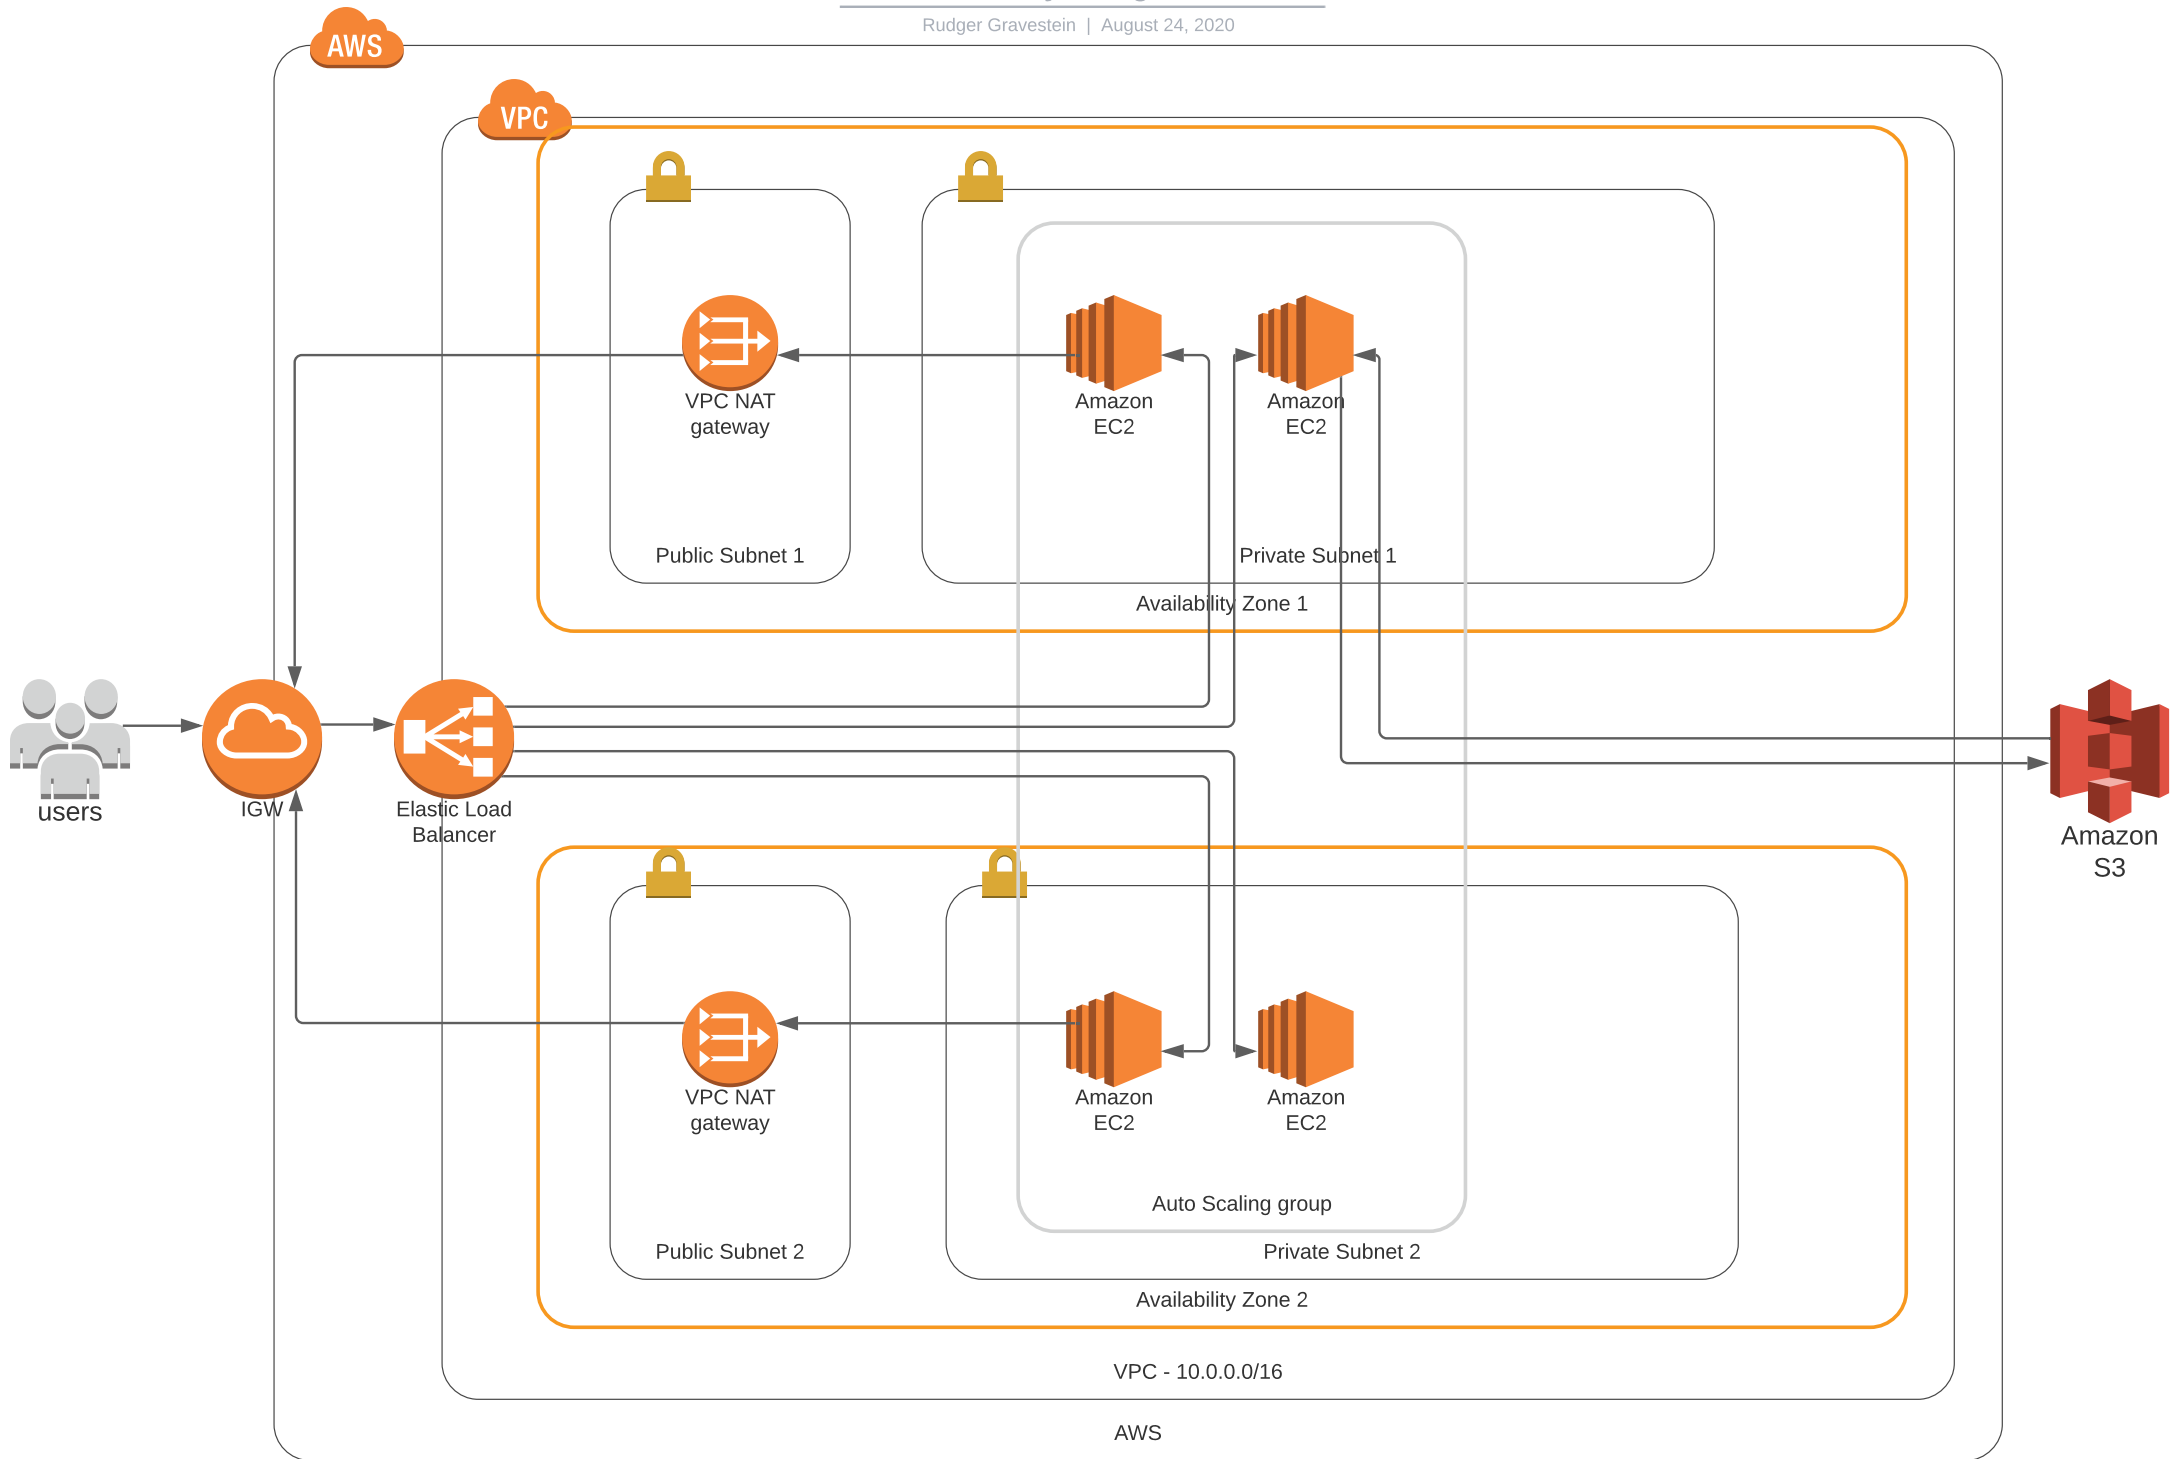 Rudger Gravestein | August 24, 2020
AWS
VPC
VPC NAT
gateway
Amazon
EC2
Amazon
EC2
Public Subnet 1
Private Subnet 1
Availability Zone 1
users
IGW
Elastic Load
Balancer
Amazon
S3
VPC NAT
gateway
Amazon
EC2
Amazon
EC2
Auto Scaling group
Public Subnet 2
Private Subnet 2
Availability Zone 2
VPC - 10.0.0.0/16
AWS